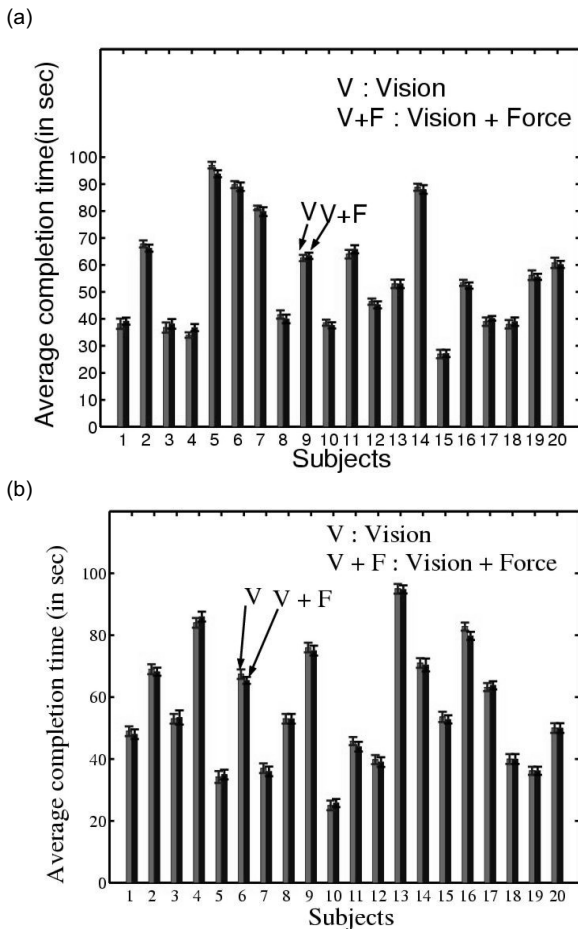 (a)
V : Vision
V+F : Vision + Force
Average completion time(in sec)
100
90
80
70
60
50
40
30
20
10
0
V V+F
1 2 3 4 5 6 7 8 9 10 11 12 13 14 15 16 17 18 19 20
Subjects
(b)
V : Vision
V + F : Vision + Force
Average completion time (in sec)
100
80
60
40
20
0
V V + F
1 2 3 4 5 6 7 8 9 10 11 12 13 14 15 16 17 18 19 20
Subjects